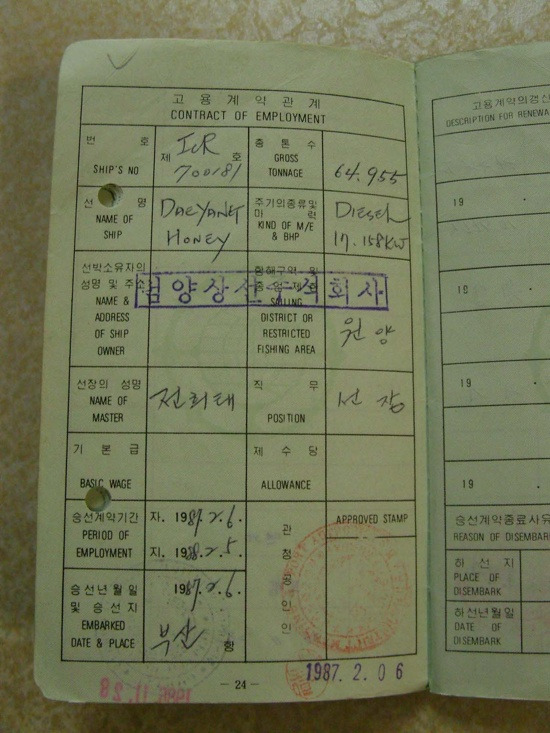 고용계약관계
CONTRACT OF EMPLOYMENT
번 호
SHIP'S NO
제 IcR 호
700181
총톤수
GROSS
TONNAGE
64.955
선 명
NAME OF
SHIP
DAEYANG
HONEY
주기의종류및
마 력
KIND OF M/E
& BHP
DIESEL
17.158KW
선박소유자의
성명 및 주소
NAME &
ADDRESS
OF SHIP
OWNER
양상선주식회사
항해구역 및
SAILING
DISTRICT OR
RESTRICTED
FISHING AREA
원양
선장의 성명
NAME OF
MASTER
직 무
POSITION
선장
기 본 급
BASIC WAGE
제수당
ALLOWANCE
승선계약기간
PERIOD OF
EMPLOYMENT
자. 1987.2.6.
지. 1988.2.5.
관청인
APPROVED STAMP
승선년월일
및 승선지
EMBARKED
DATE & PLACE
1987.2.6.
부산 항
1987. 2. 06
- 24 -
고용계약의갱신
DESCRIPTION FOR RENEWA
19 .
19 .
19 .
19 .
승선계약종료사유
REASON OF DISEMBAR
하선지
PLACE OF
DISEMBARK
하선년월일
DATE OF
DISEMBARK